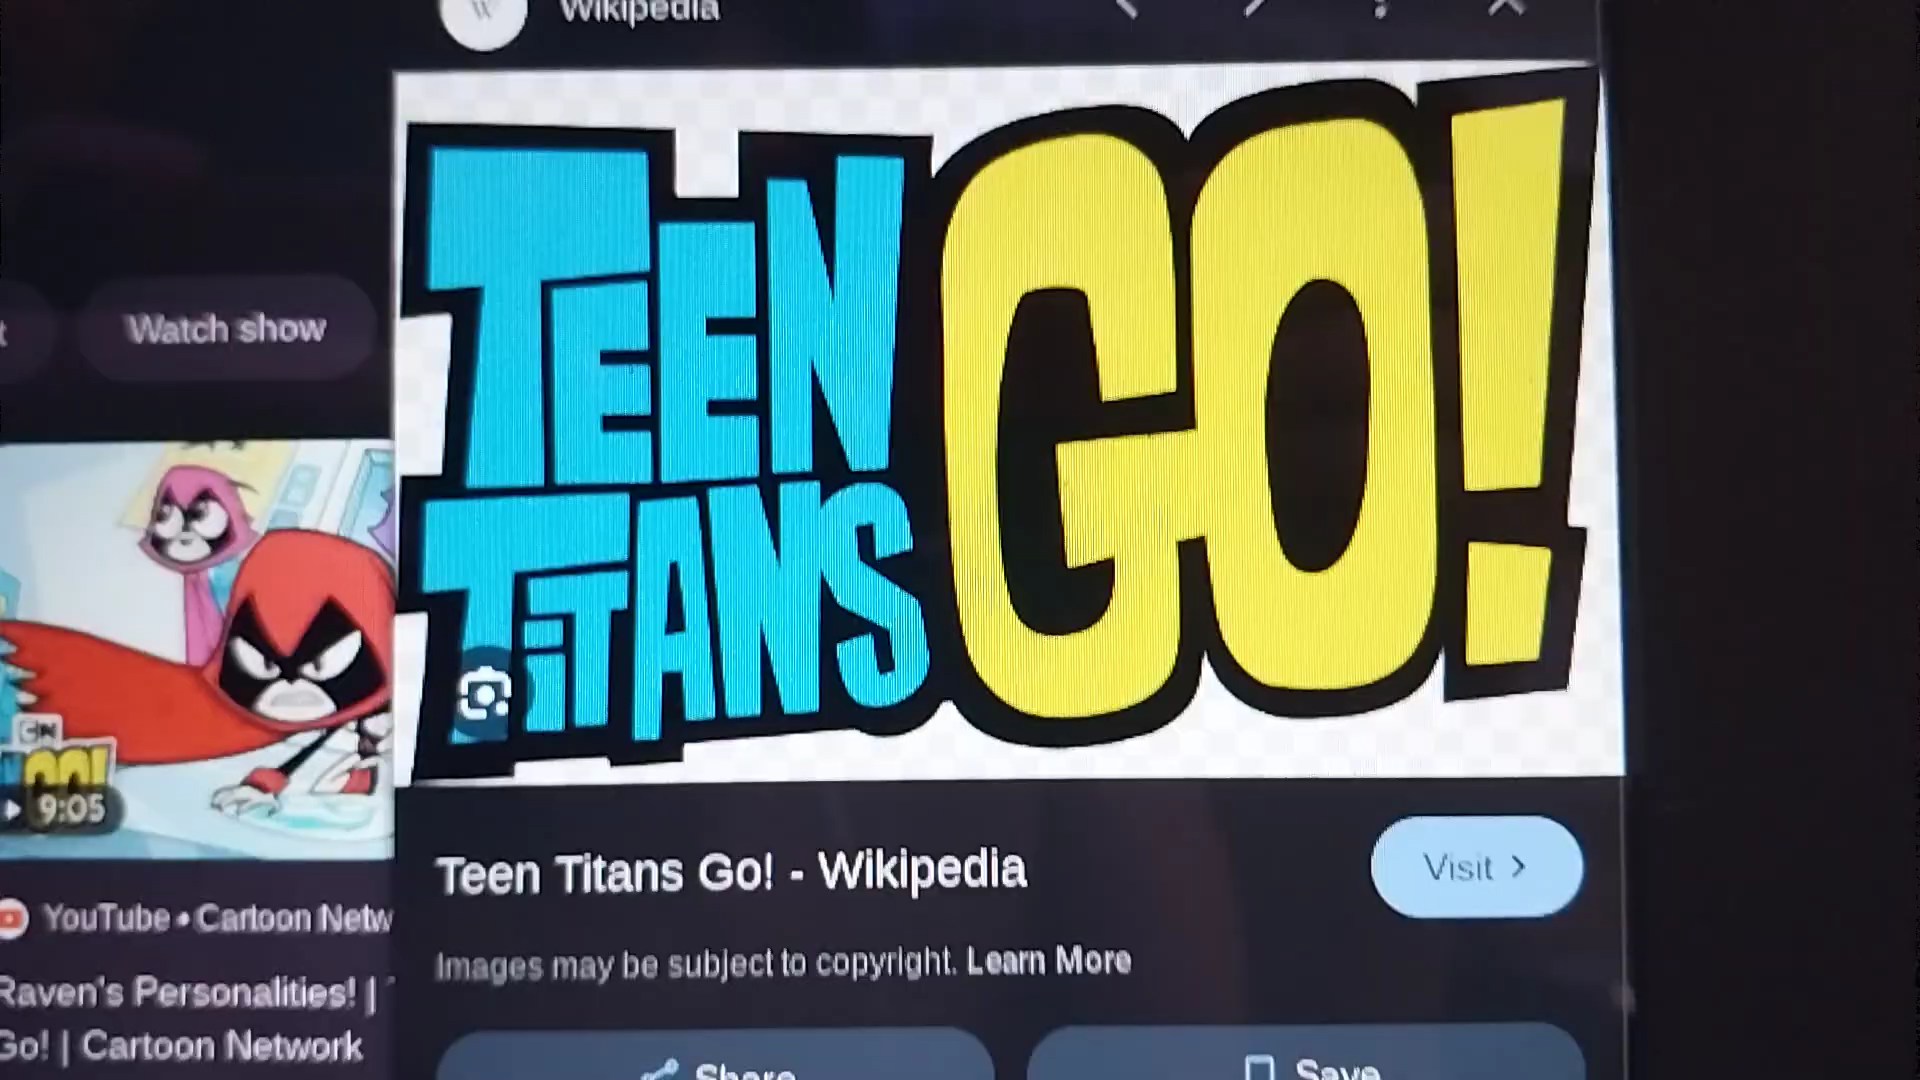 Wikipedia
TEEN
TiTANS
GO!
Watch show
CN
GO!
9:05
YouTube • Cartoon Netw
Raven's Personalities! |
Go! | Cartoon Network
Teen Titans Go! - Wikipedia
Visit >
Images may be subject to copyright. Learn More
Share
Save